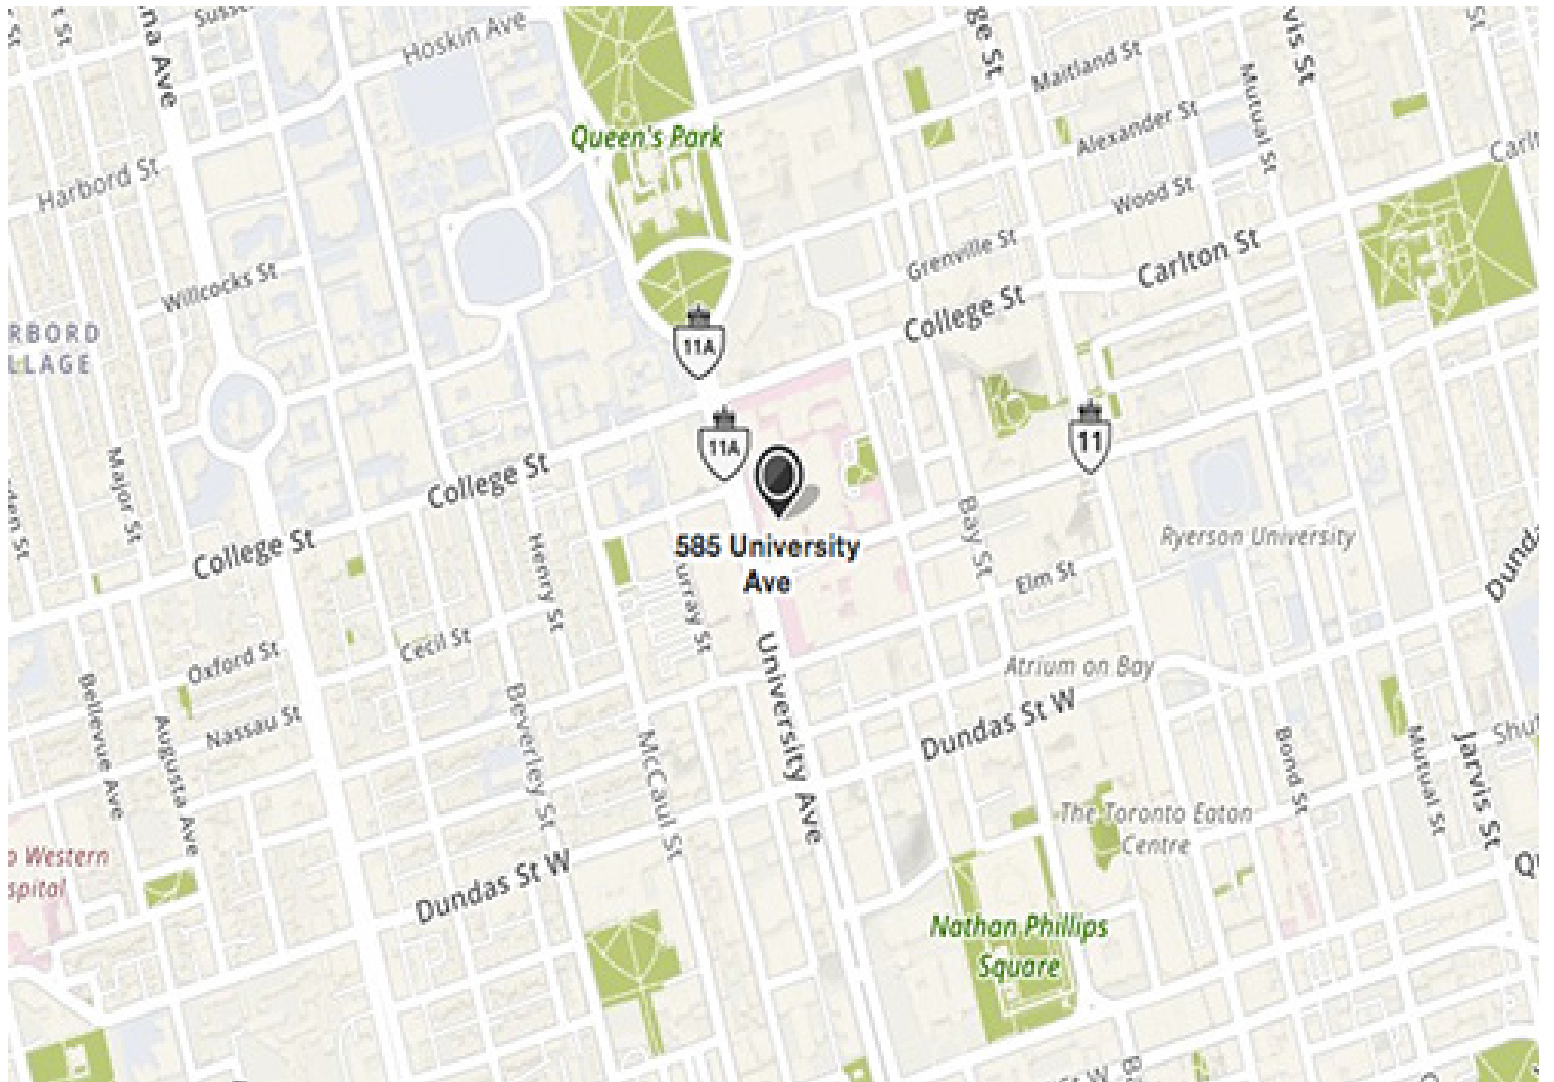 Hoskin Ave
Maitland St
Mutual St
Alexander St
Queen's Park
Harbord St
Wood St
Grenville St
Carlton St
Willcocks St
College St
11A
11A
11
College St
Major St
College St
Henry St
Bay St
Ryerson University
585 University
Ave
Elm St
Cecil St
Oxford St
Atrium on Bay
University Ave
Nassau St
Bellevue Ave
Augusta Ave
Beverley St
McCaul St
Dundas St W
Bond St
Mutual St
Jarvis St
The Toronto Eaton
Centre
Dundas St W
Nathan Phillips
Square